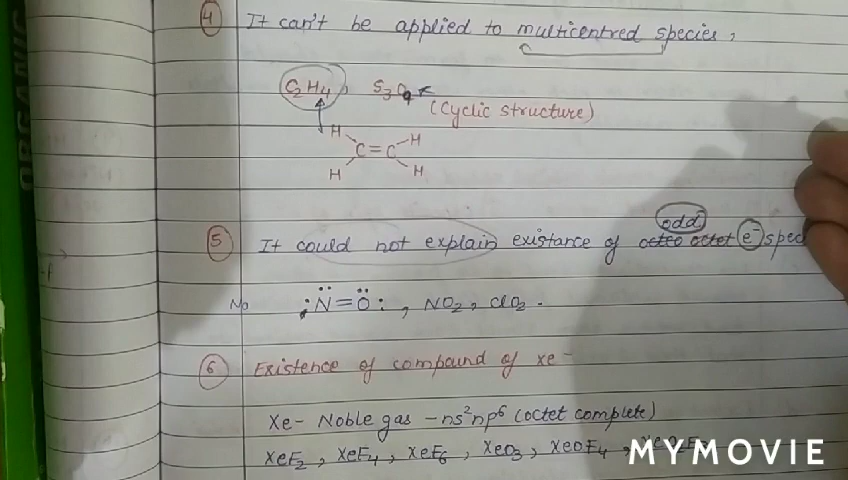 ORGANIC
4 It can't be applied to multicentred species,
C2H4, S3O9
(Cyclic structure)
H H
C=C
H H
5 It could not explain existance of odd e- spec
No :N=O:, NO2, ClO2.
6 Existence of compound of xe-
Xe- Noble gas -ns²np⁶ (octet complete)
XeF2, XeF4, XeF6, XeO3, XeOF4,
MYMOVIE